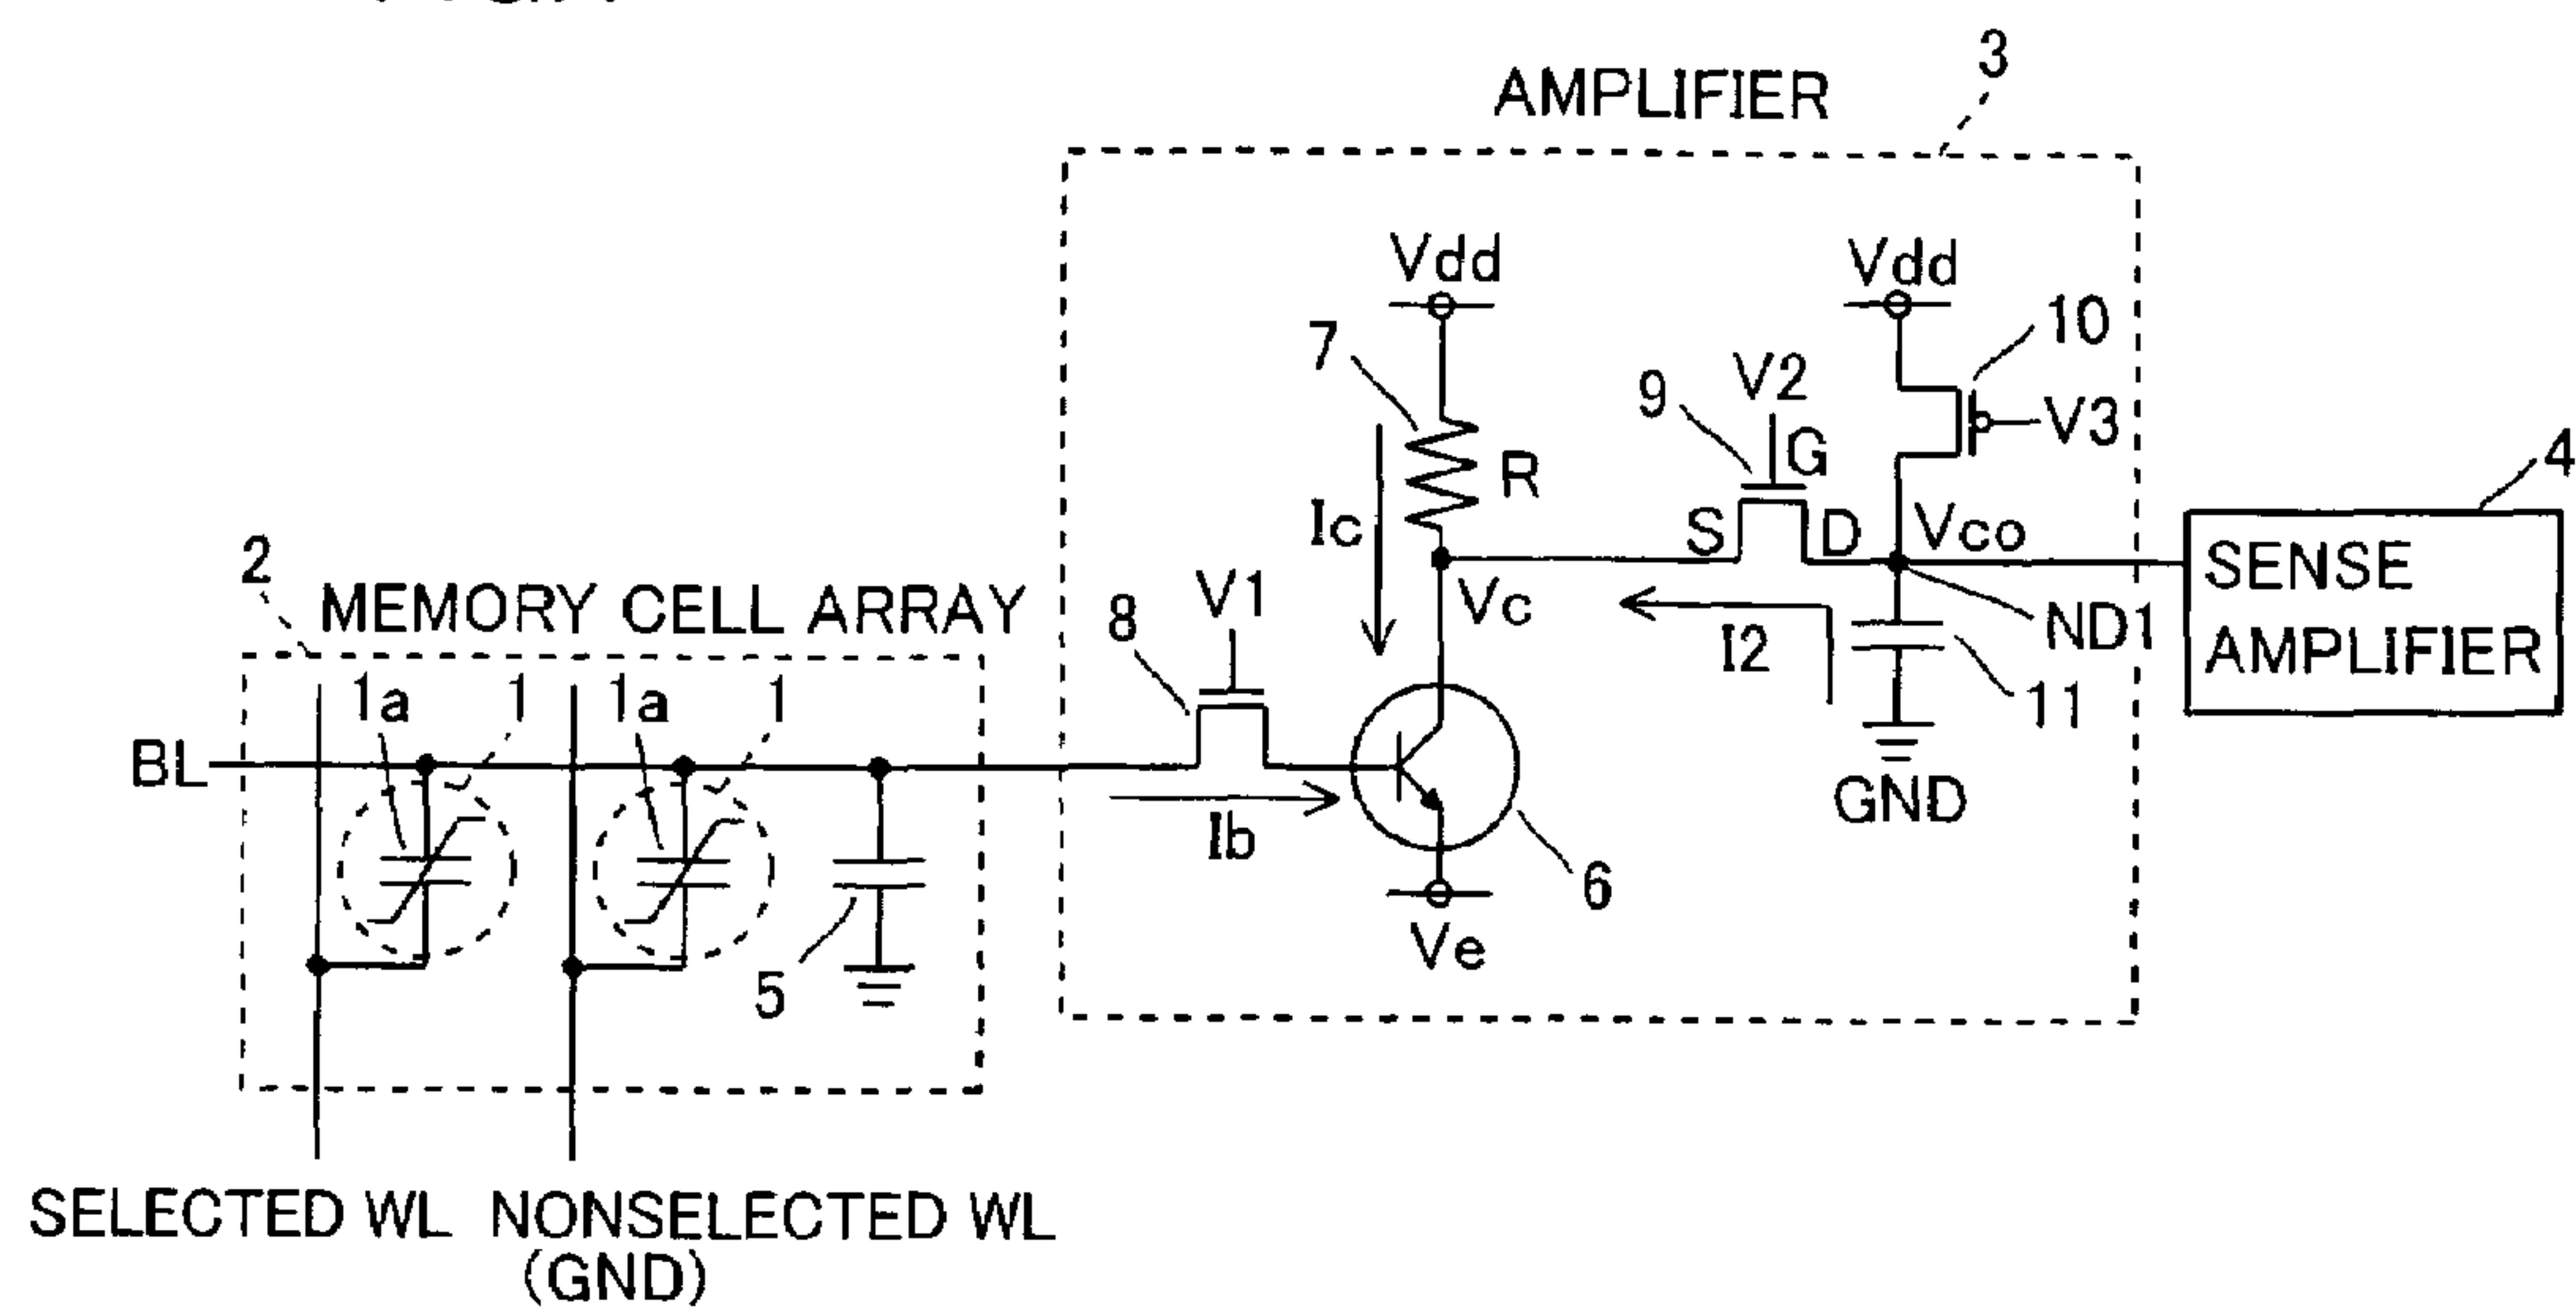 3
AMPLIFIER
Vdd
Vdd
10
7
V2
9
G
V3
R
4
Ic
S
D
Vco
SENSE
AMPLIFIER
2
MEMORY CELL ARRAY
V1
Vc
8
I2
ND1
1a
1
1a
1
11
BL
GND
Ib
6
5
Ve
SELECTED WL
NONSELECTED WL
(GND)